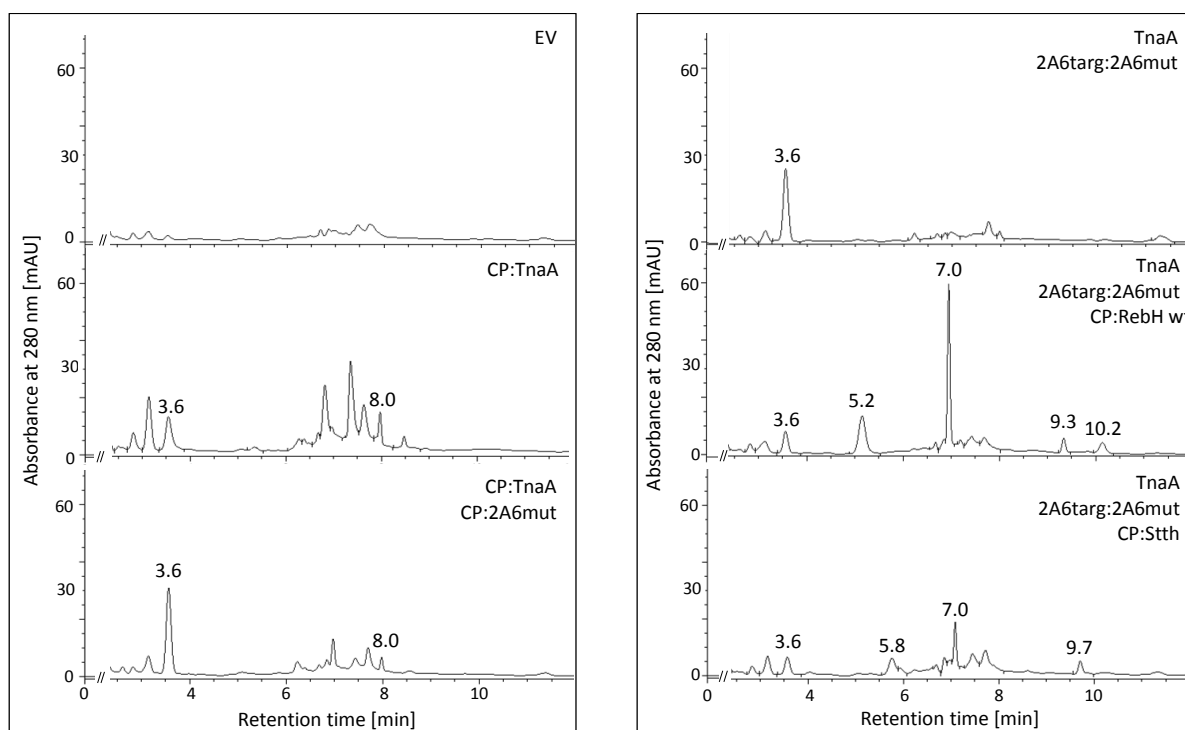 EV
60
30
0
CP:TnaA
60
30
3.6
8.0
0
CP:TnaA
CP:2A6mut
60
30
3.6
8.0
0
Absorbance at 280 nm [mAU]
0 4 6 8 10
Retention time [min]
TnaA
2A6targ:2A6mut
60
30
3.6
0
TnaA
2A6targ:2A6mut
CP:RebH w
60
30
7.0
3.6
5.2
9.3
10.2
0
TnaA
2A6targ:2A6mut
CP:Stth
60
30
3.6
5.8
7.0
9.7
0
Absorbance at 280 nm [mAU]
0 4 6 8 10
Retention time [min]